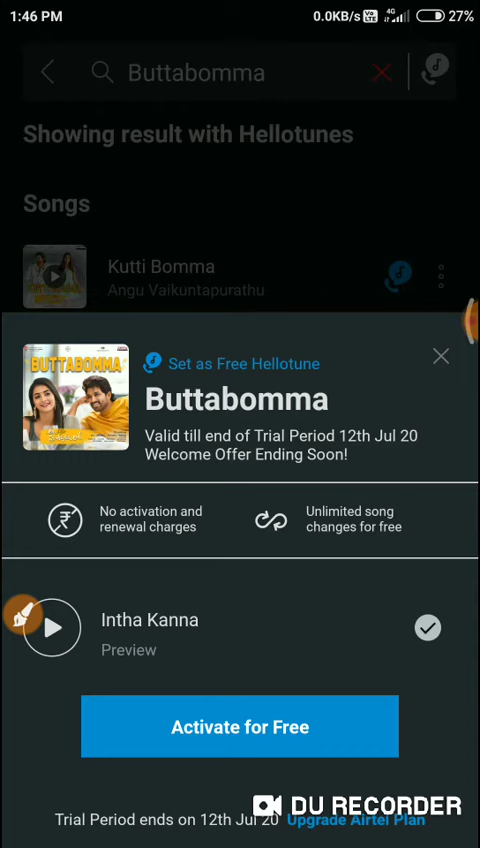 1:46 PM
0.0KB/s Vo LTE 4G 27%
Buttabomma
Showing result with Hellotunes
Songs
Kutti Bomma
Angu Vaikuntapurathu
BUTTABOMMA
Set as Free Hellotune
Buttabomma
Valid till end of Trial Period 12th Jul 20
Welcome Offer Ending Soon!
No activation and
renewal charges
Unlimited song
changes for free
Intha Kanna
Preview
Activate for Free
DU RECORDER
Trial Period ends on 12th Jul 20 Upgrade Airtel Plan